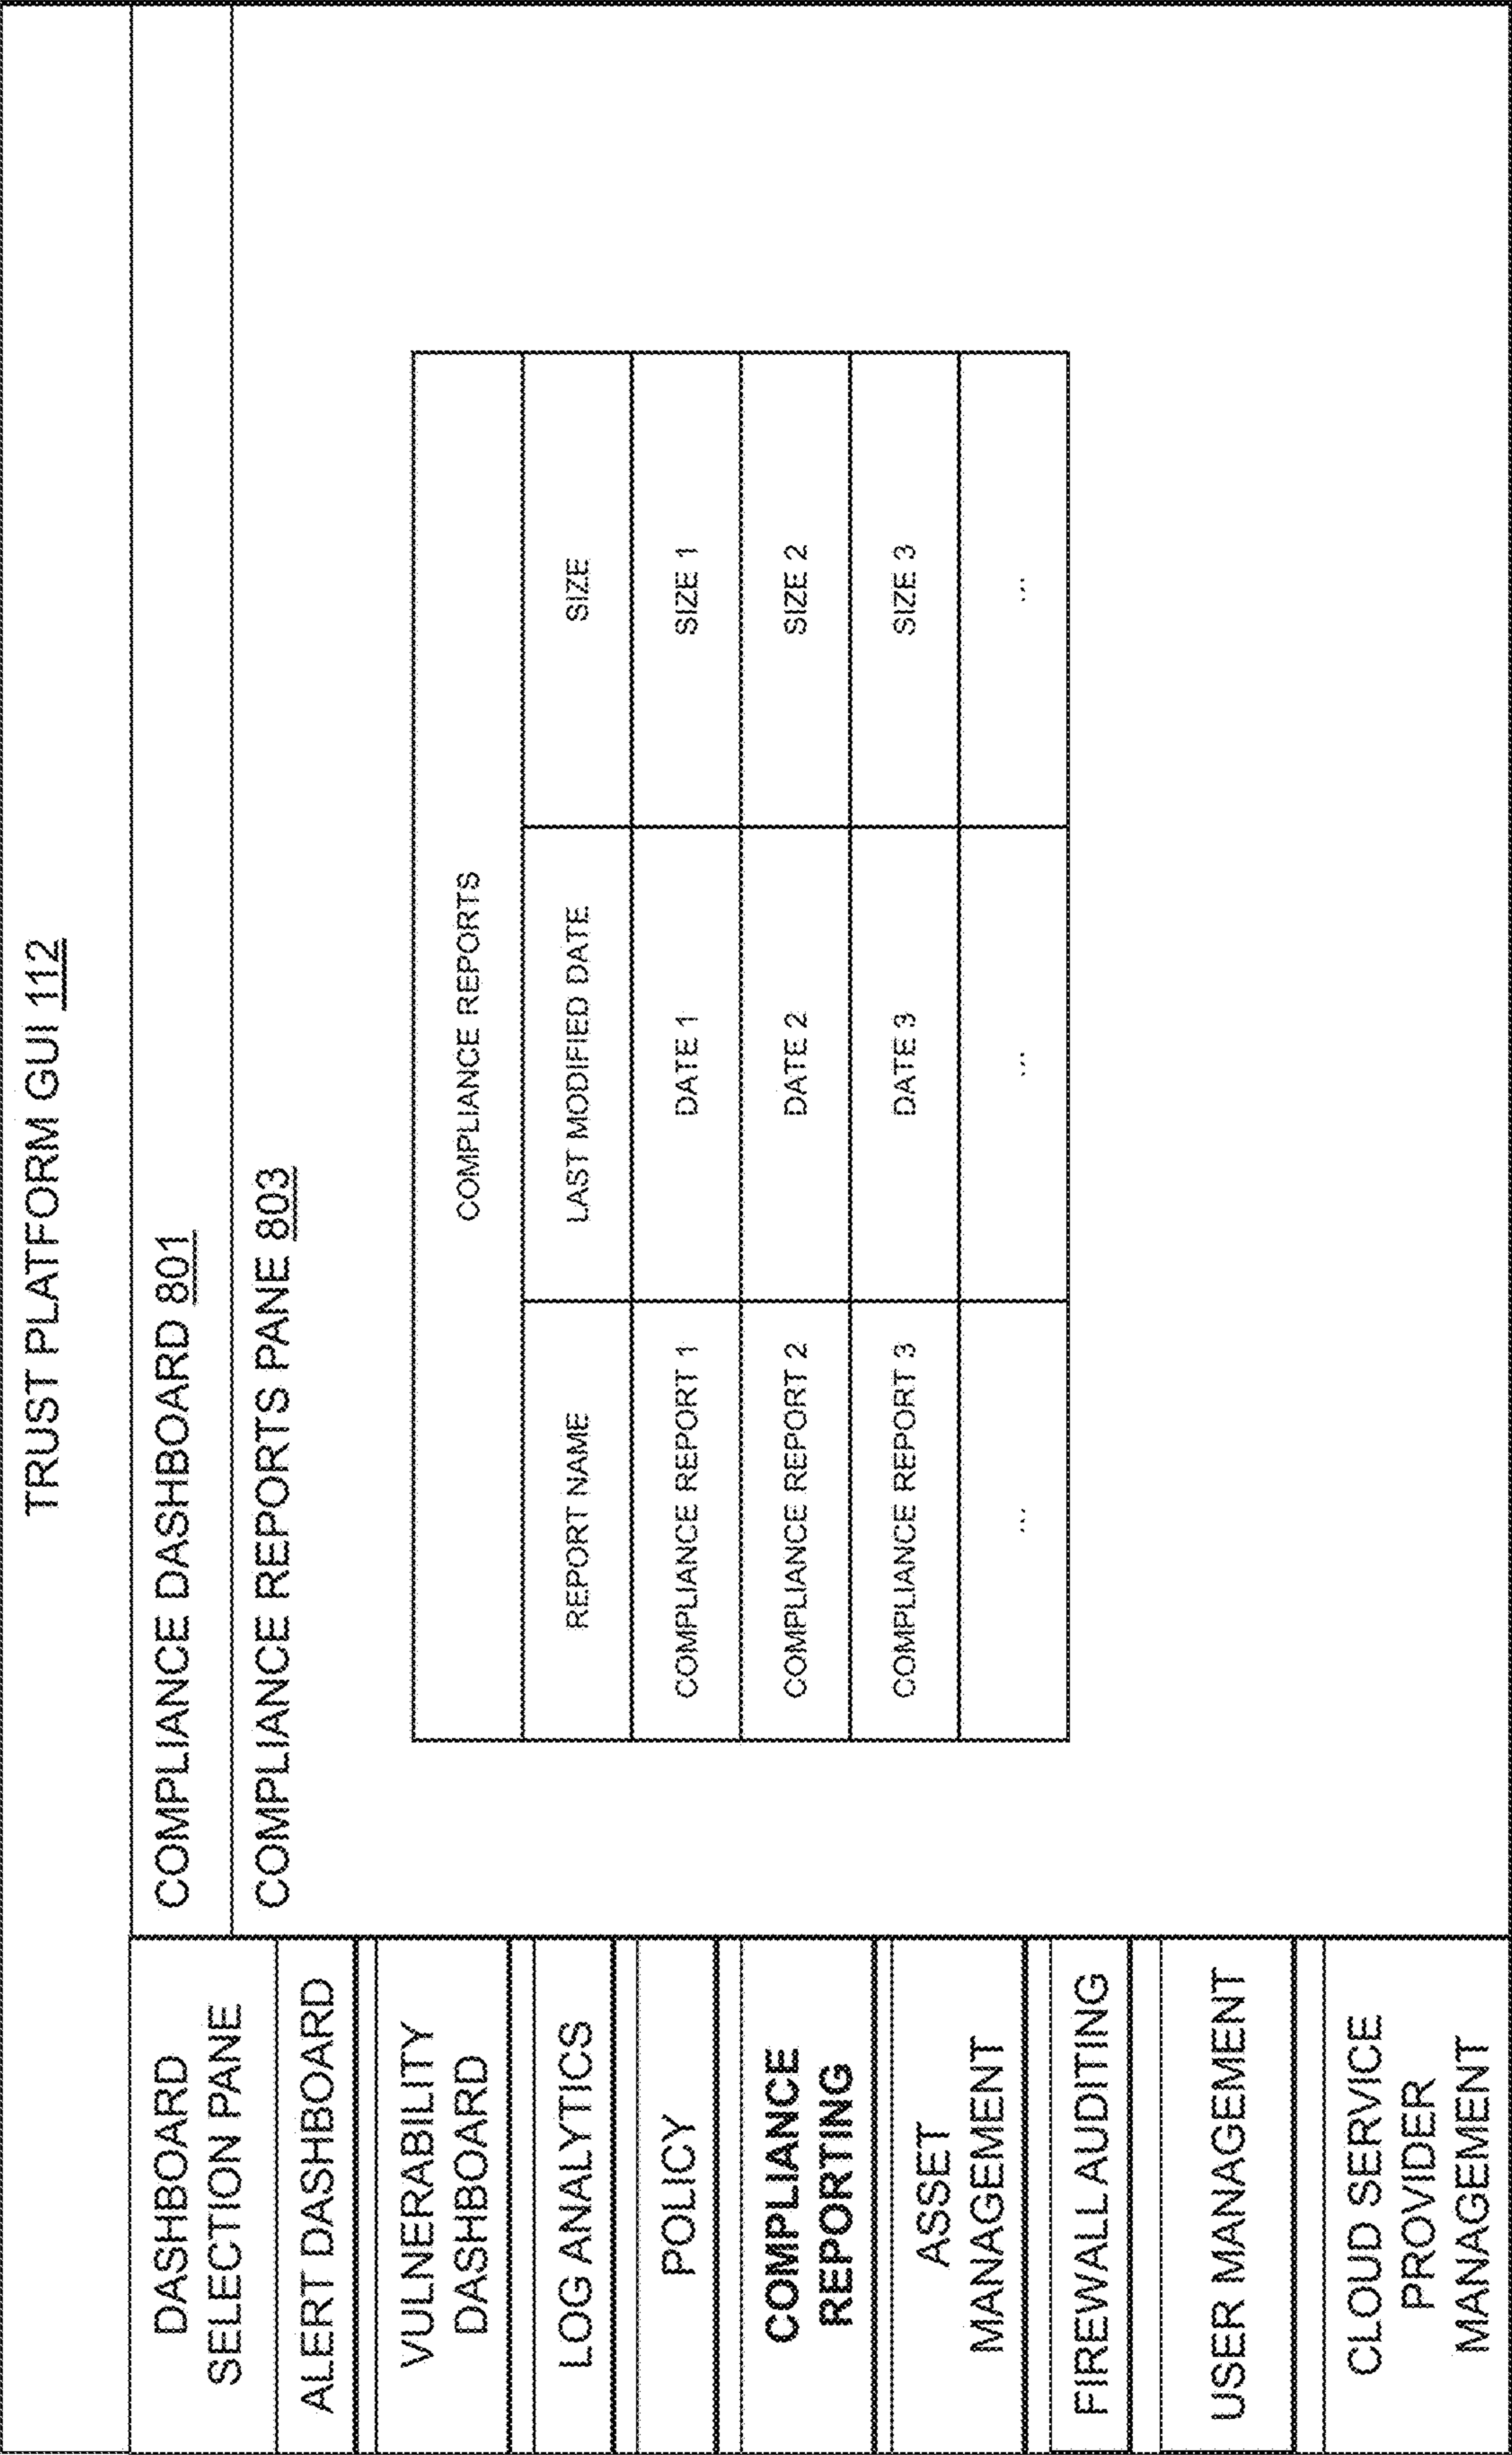 TRUST PLATFORM GUI 112
DASHBOARD
SELECTION PANE
ALERT DASHBOARD
VULNERABILITY
DASHBOARD
LOG ANALYTICS
POLICY
COMPLIANCE
REPORTING
ASSET
MANAGEMENT
FIREWALL AUDITING
USER MANAGEMENT
CLOUD SERVICE
PROVIDER
MANAGEMENT
COMPLIANCE DASHBOARD 801
COMPLIANCE REPORTS PANE 803
COMPLIANCE REPORTS
REPORT NAME LAST MODIFIED DATE SIZE
COMPLIANCE REPORT 1 DATE 1 SIZE 1
COMPLIANCE REPORT 2 DATE 2 SIZE 2
COMPLIANCE REPORT 3 DATE 3 SIZE 3
... ... ...